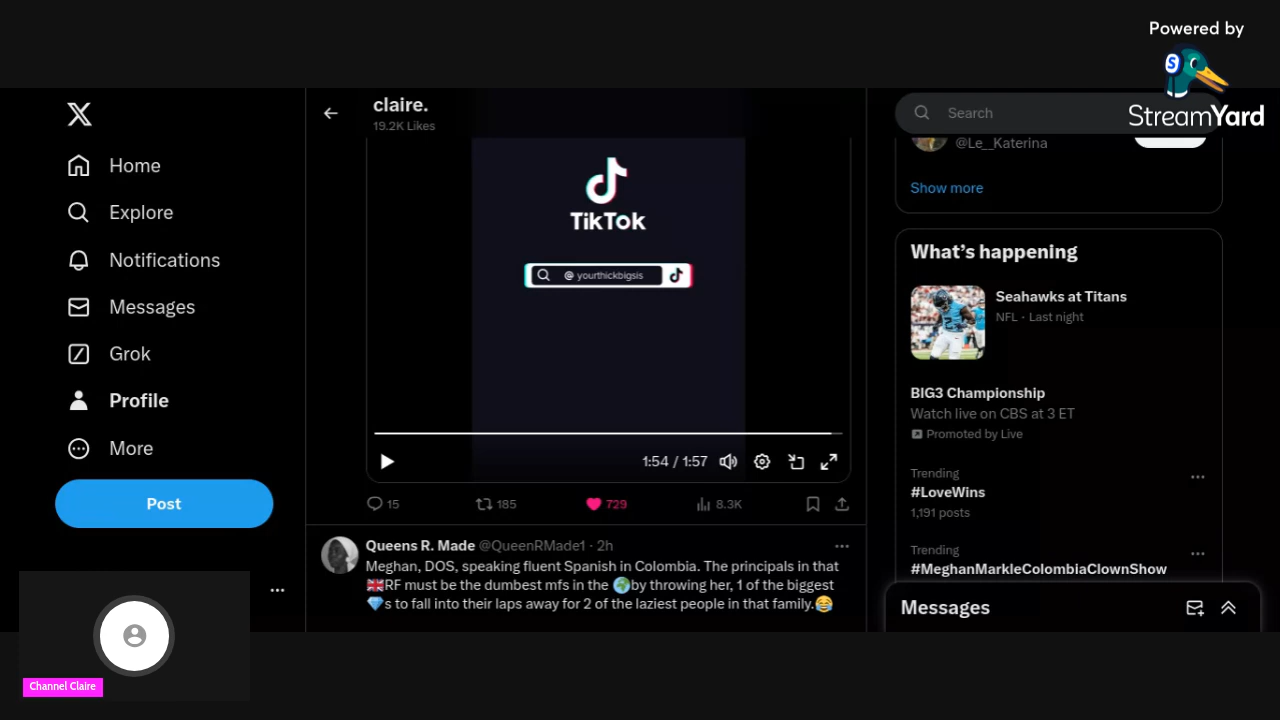 Powered by
StreamYard
Home
Explore
Notifications
Messages
Grok
Profile
More
Post
Channel Claire
claire.
19.2K Likes
TikTok
@ yourthickbigsis
1:54 / 1:57
15
185
729
8.3K
Queens R. Made @QueenRMade1 · 2h
Meghan, DOS, speaking fluent Spanish in Colombia. The principals in that
🇬🇧RF must be the dumbest mfs in the 🌍by throwing her, 1 of the biggest
💎s to fall into their laps away for 2 of the laziest people in that family.😂
Search
@Le__Katerina
Show more
What's happening
Seahawks at Titans
NFL · Last night
BIG3 Championship
Watch live on CBS at 3 ET
Promoted by Live
Trending
#LoveWins
1,191 posts
Trending
#MeghanMarkleColombiaClownShow
Messages